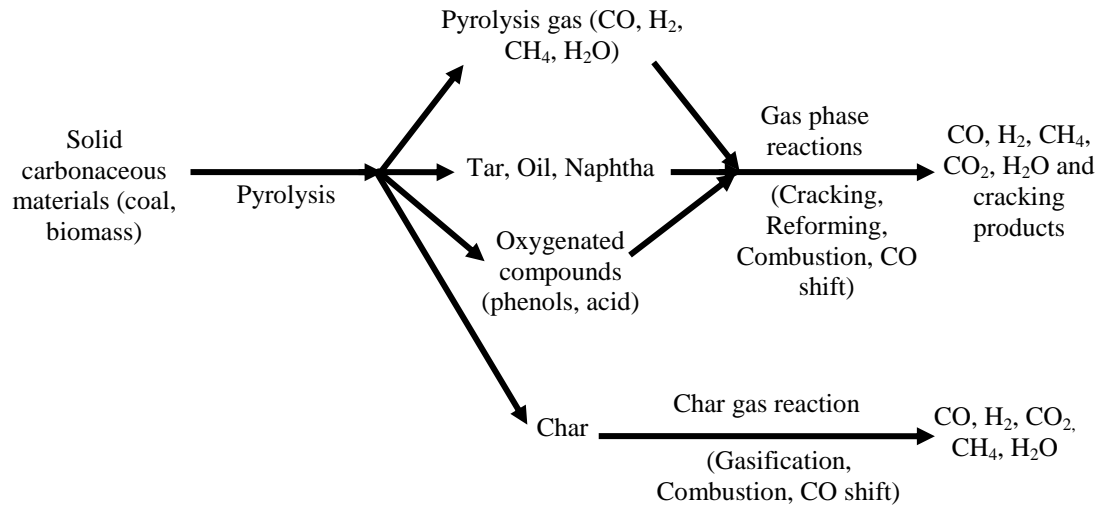 Pyrolysis gas (CO, H₂,
CH₄, H₂O)
Solid
carbonaceous
materials (coal,
biomass)
Pyrolysis
Tar, Oil, Naphtha
Oxygenated
compounds
(phenols, acid)
Gas phase
reactions
(Cracking,
Reforming,
Combustion, CO
shift)
CO, H₂, CH₄,
CO₂, H₂O and
cracking
products
Char
Char gas reaction
(Gasification,
Combustion, CO shift)
CO, H₂, CO₂,
CH₄, H₂O